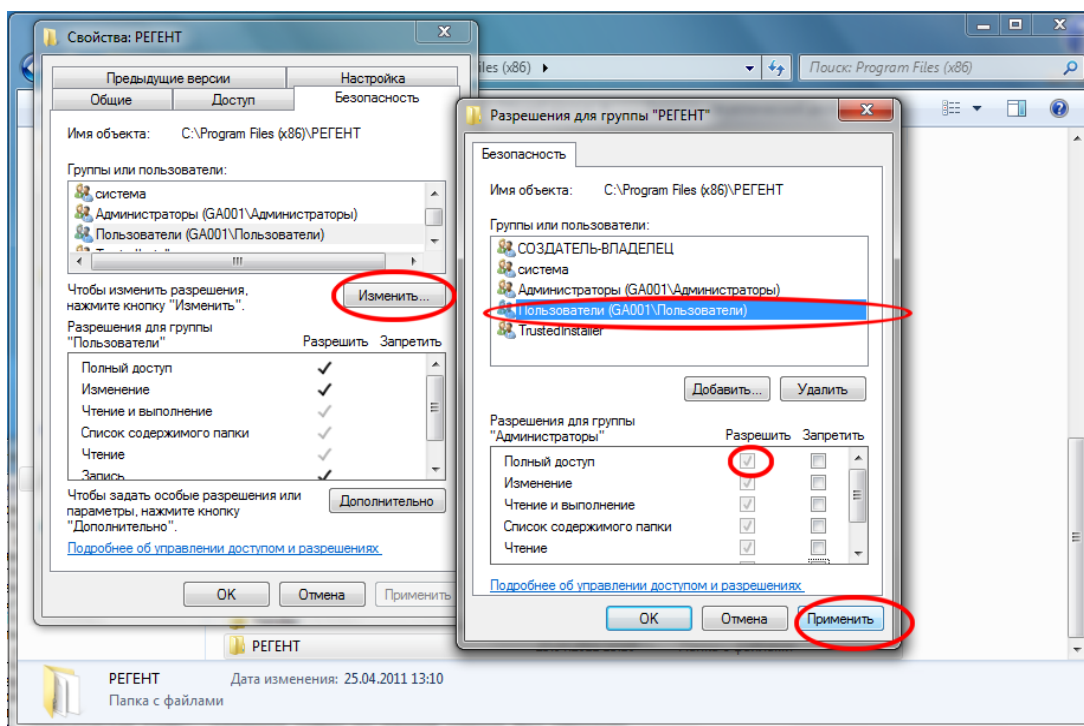 Свойства: РЕГЕНТ
iles (x86)
Поиск: Program Files (x86)
Предыдущие версии
Настройка
Общие
Доступ
Безопасность
Имя объекта: C:\Program Files (x86)\РЕГЕНТ
Группы или пользователи:
система
Администраторы (GA001\Администраторы)
Пользователи (GA001\Пользователи)
Чтобы изменить разрешения,
нажмите кнопку "Изменить".
Изменить...
Разрешения для группы
"Пользователи"
Разрешить
Запретить
Полный доступ
Изменение
Чтение и выполнение
Список содержимого папки
Чтение
Запись
Чтобы задать особые разрешения или
параметры, нажмите кнопку
"Дополнительно".
Дополнительно
Подробнее об управлении доступом и разрешениях
OK
Отмена
Применить
Разрешения для группы "РЕГЕНТ"
Безопасность
Имя объекта: C:\Program Files (x86)\РЕГЕНТ
Группы или пользователи:
СОЗДАТЕЛЬ-ВЛАДЕЛЕЦ
система
Администраторы (GA001\Администраторы)
Пользователи (GA001\Пользователи)
TrustedInstaller
Добавить...
Удалить
Разрешения для группы
"Администраторы"
Разрешить
Запретить
Полный доступ
Изменение
Чтение и выполнение
Список содержимого папки
Чтение
Подробнее об управлении доступом и разрешениях
OK
Отмена
Применить
РЕГЕНТ
РЕГЕНТ
Дата изменения: 25.04.2011 13:10
Папка с файлами